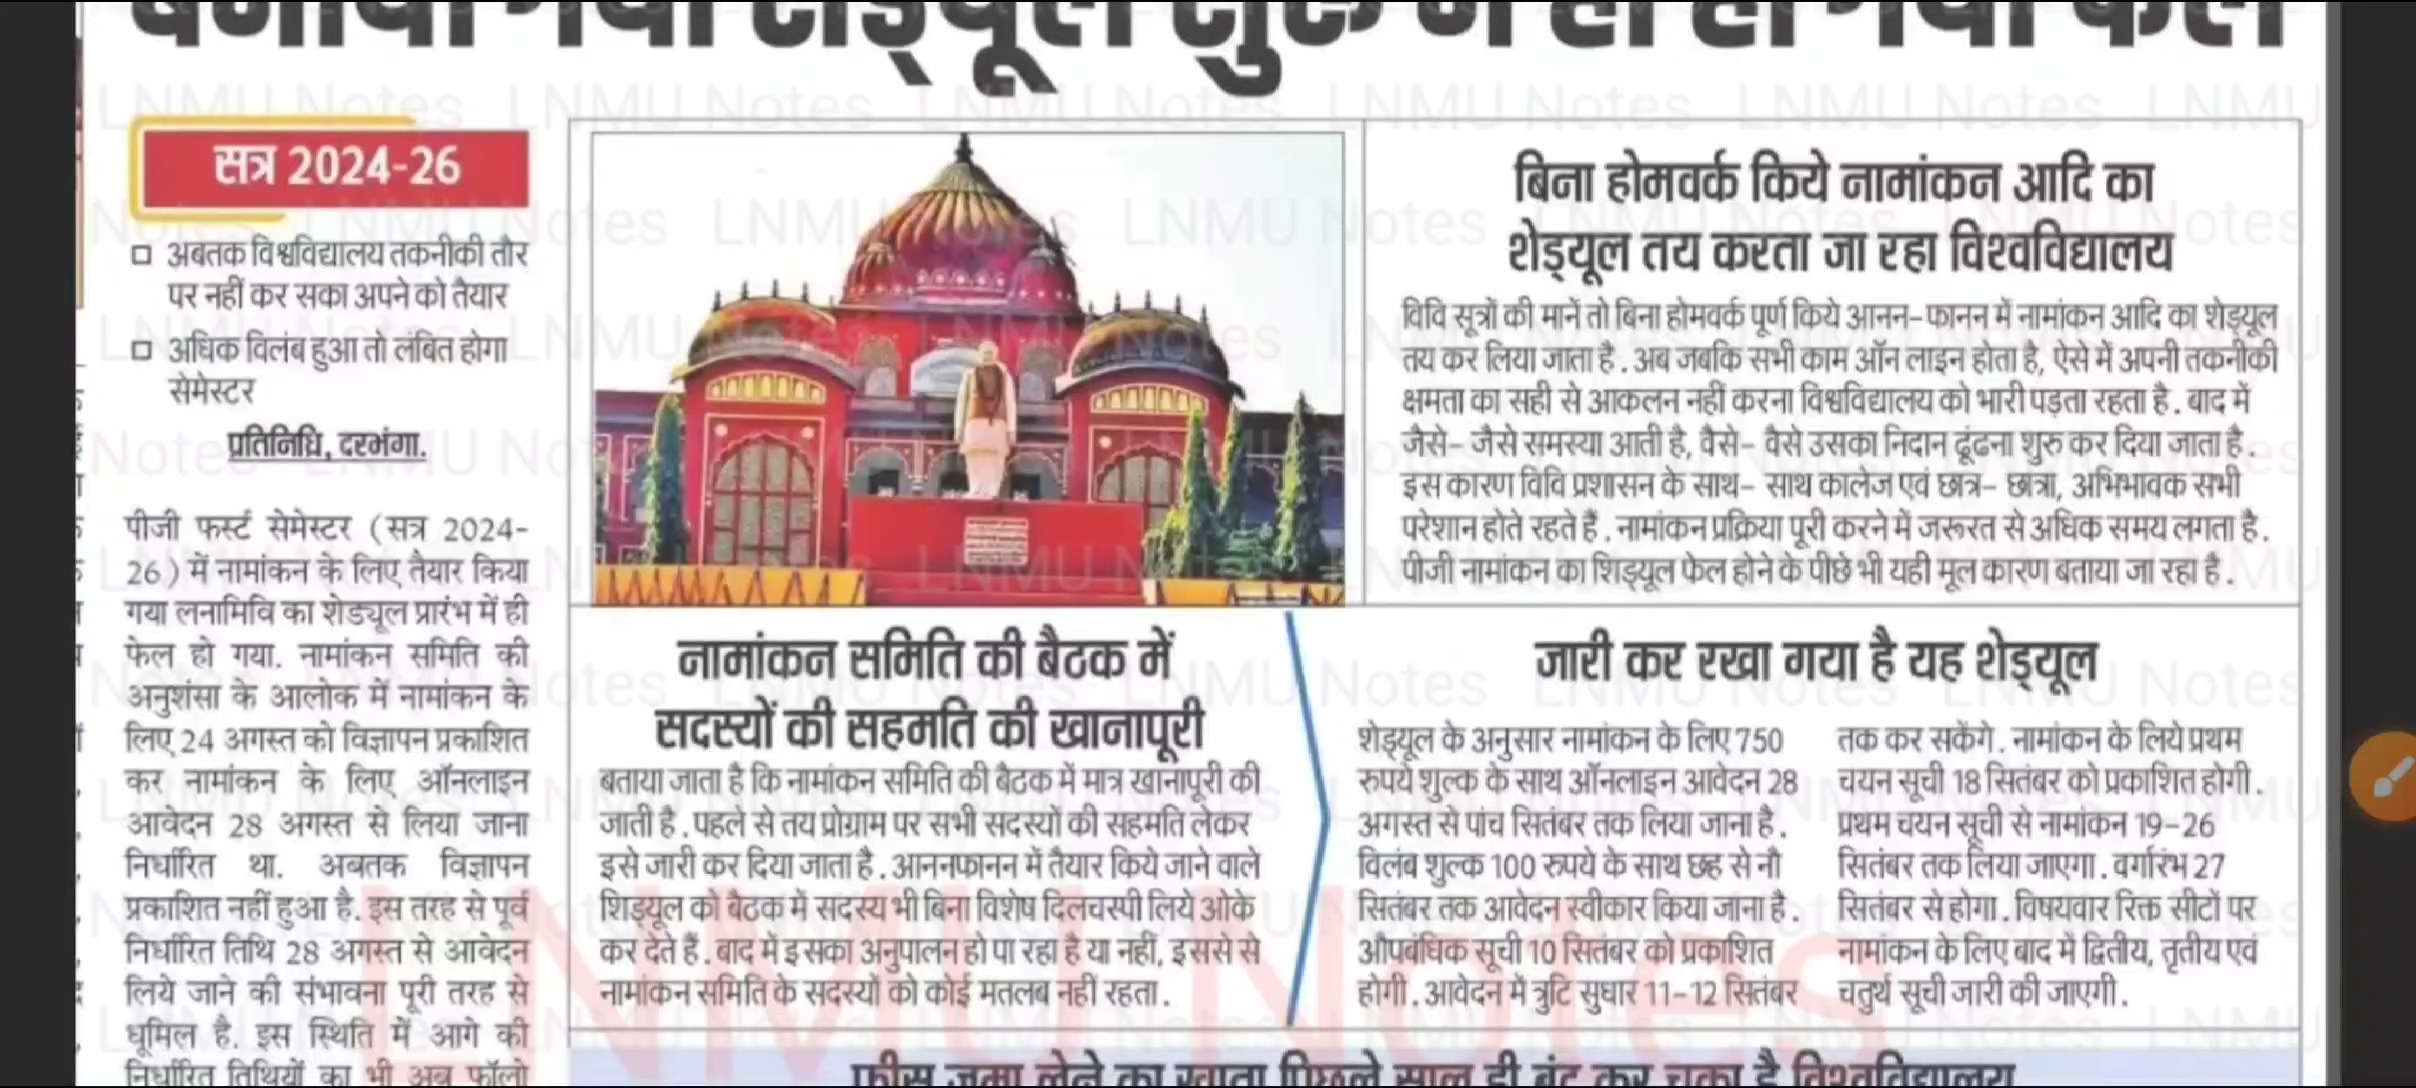 बनाया गया शेड्यूल शुरू में ही हो गया फेल
सत्र 2024-26
अबतक विश्वविद्यालय तकनीकी तौर
पर नहीं कर सका अपने को तैयार
अधिक विलंब हुआ तो लंबित होगा
सेमेस्टर
प्रतिनिधि, दरभंगा.
पीजी फर्स्ट सेमेस्टर (सत्र 2024-
26) में नामांकन के लिए तैयार किया
गया लनामिवि का शेड्यूल प्रारंभ में ही
फेल हो गया. नामांकन समिति की
अनुशंसा के आलोक में नामांकन के
लिए 24 अगस्त को विज्ञापन प्रकाशित
कर नामांकन के लिए ऑनलाइन
आवेदन 28 अगस्त से लिया जाना
निर्धारित था. अबतक विज्ञापन
प्रकाशित नहीं हुआ है. इस तरह से पूर्व
निर्धारित तिथि 28 अगस्त से आवेदन
लिये जाने की संभावना पूरी तरह से
धूमिल है. इस स्थिति में आगे की
निर्धारित तिथियों का भी अब फॉलो
बिना होमवर्क किये नामांकन आदि का
शेड्यूल तय करता जा रहा विश्वविद्यालय
विवि सूत्रों की मानें तो बिना होमवर्क पूर्ण किये आनन-फानन में नामांकन आदि का शेड्यूल
तय कर लिया जाता है. अब जबकि सभी काम ऑन लाइन होता है, ऐसे में अपनी तकनीकी
क्षमता का सही से आकलन नहीं करना विश्वविद्यालय को भारी पड़ता रहता है. बाद में
जैसे- जैसे समस्या आती है, वैसे- वैसे उसका निदान ढूंढना शुरु कर दिया जाता है.
इस कारण विवि प्रशासन के साथ- साथ कालेज एवं छात्र- छात्रा, अभिभावक सभी
परेशान होते रहते हैं. नामांकन प्रक्रिया पूरी करने में जरूरत से अधिक समय लगता है.
पीजी नामांकन का शिड्यूल फेल होने के पीछे भी यही मूल कारण बताया जा रहा है.
नामांकन समिति की बैठक में
सदस्यों की सहमति की खानापूरी
बताया जाता है कि नामांकन समिति की बैठक में मात्र खानापूरी की
जाती है. पहले से तय प्रोग्राम पर सभी सदस्यों की सहमति लेकर
इसे जारी कर दिया जाता है. आननफानन में तैयार किये जाने वाले
शिड्यूल को बैठक में सदस्य भी बिना विशेष दिलचस्पी लिये ओके
कर देते हैं. बाद में इसका अनुपालन हो पा रहा है या नहीं, इससे से
नामांकन समिति के सदस्यों को कोई मतलब नहीं रहता.
जारी कर रखा गया है यह शेड्यूल
शेड्यूल के अनुसार नामांकन के लिए 750
रुपये शुल्क के साथ ऑनलाइन आवेदन 28
अगस्त से पांच सितंबर तक लिया जाना है.
विलंब शुल्क 100 रुपये के साथ छह से नौ
सितंबर तक आवेदन स्वीकार किया जाना है.
औपबंधिक सूची 10 सितंबर को प्रकाशित
होगी. आवेदन में त्रुटि सुधार 11-12 सितंबर
तक कर सकेंगे. नामांकन के लिये प्रथम
चयन सूची 18 सितंबर को प्रकाशित होगी.
प्रथम चयन सूची से नामांकन 19-26
सितंबर तक लिया जाएगा. वर्गारंभ 27
सितंबर से होगा. विषयवार रिक्त सीटों पर
नामांकन के लिए बाद में द्वितीय, तृतीय एवं
चतुर्थ सूची जारी की जाएगी.
फीस जमा लेने का खाता पिछले साल ही बंद कर चुका है विश्वविद्यालय
LNMU Notes